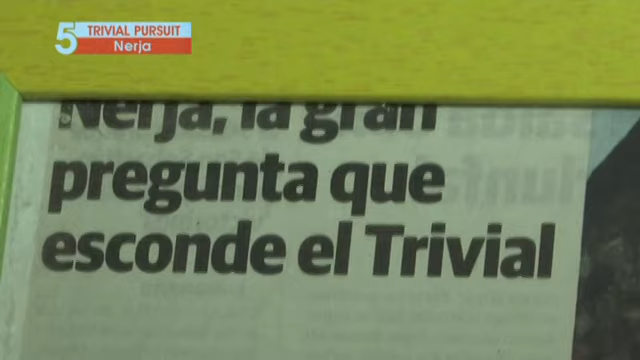 5 TRIVIAL PURSUIT
Nerja
Nerja, la gran
pregunta que
esconde el Trivial